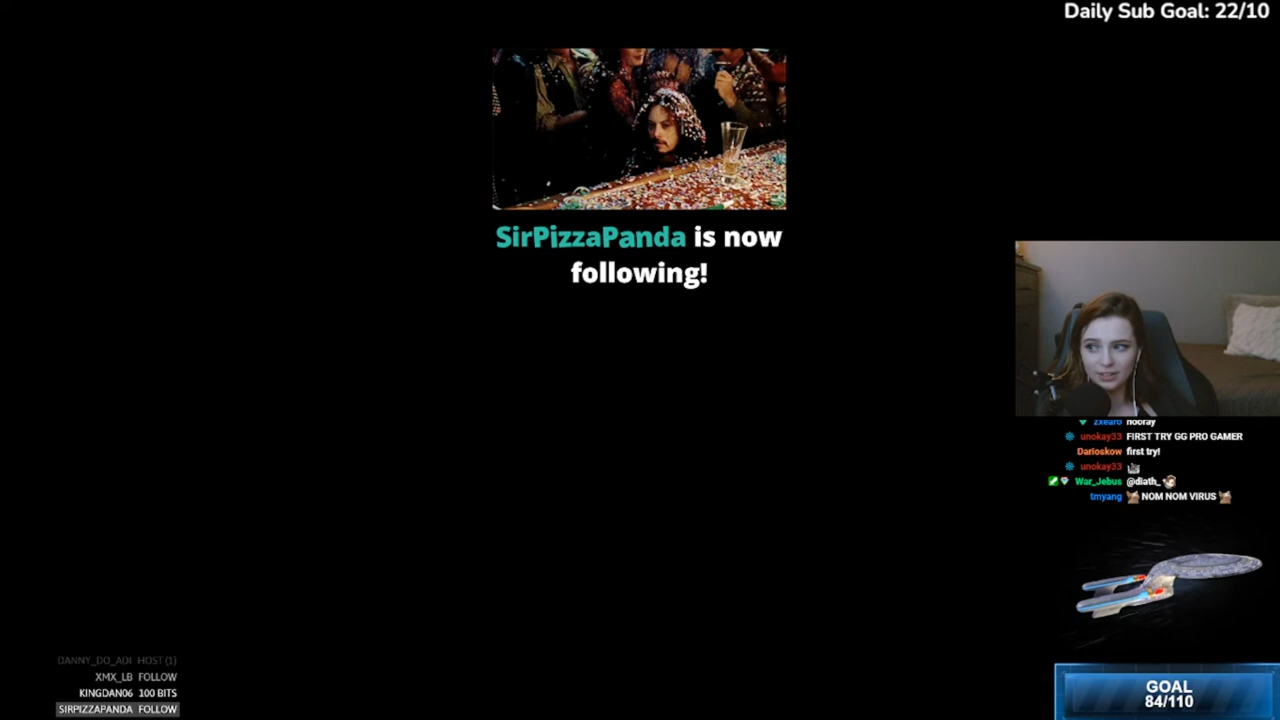 Daily Sub Goal: 22/10
SirPizzaPanda is now
following!
zxearo hooray
unokay33 FIRST TRY GG PRO GAMER
Darioskow first try!
unokay33
War_Jebus @diath_
tmyang NOM NOM VIRUS
DANNY_DO_AOI HOST (1)
XMX_LB FOLLOW
KINGDAN06 100 BITS
SIRPIZZAPANDA FOLLOW
GOAL
84/110